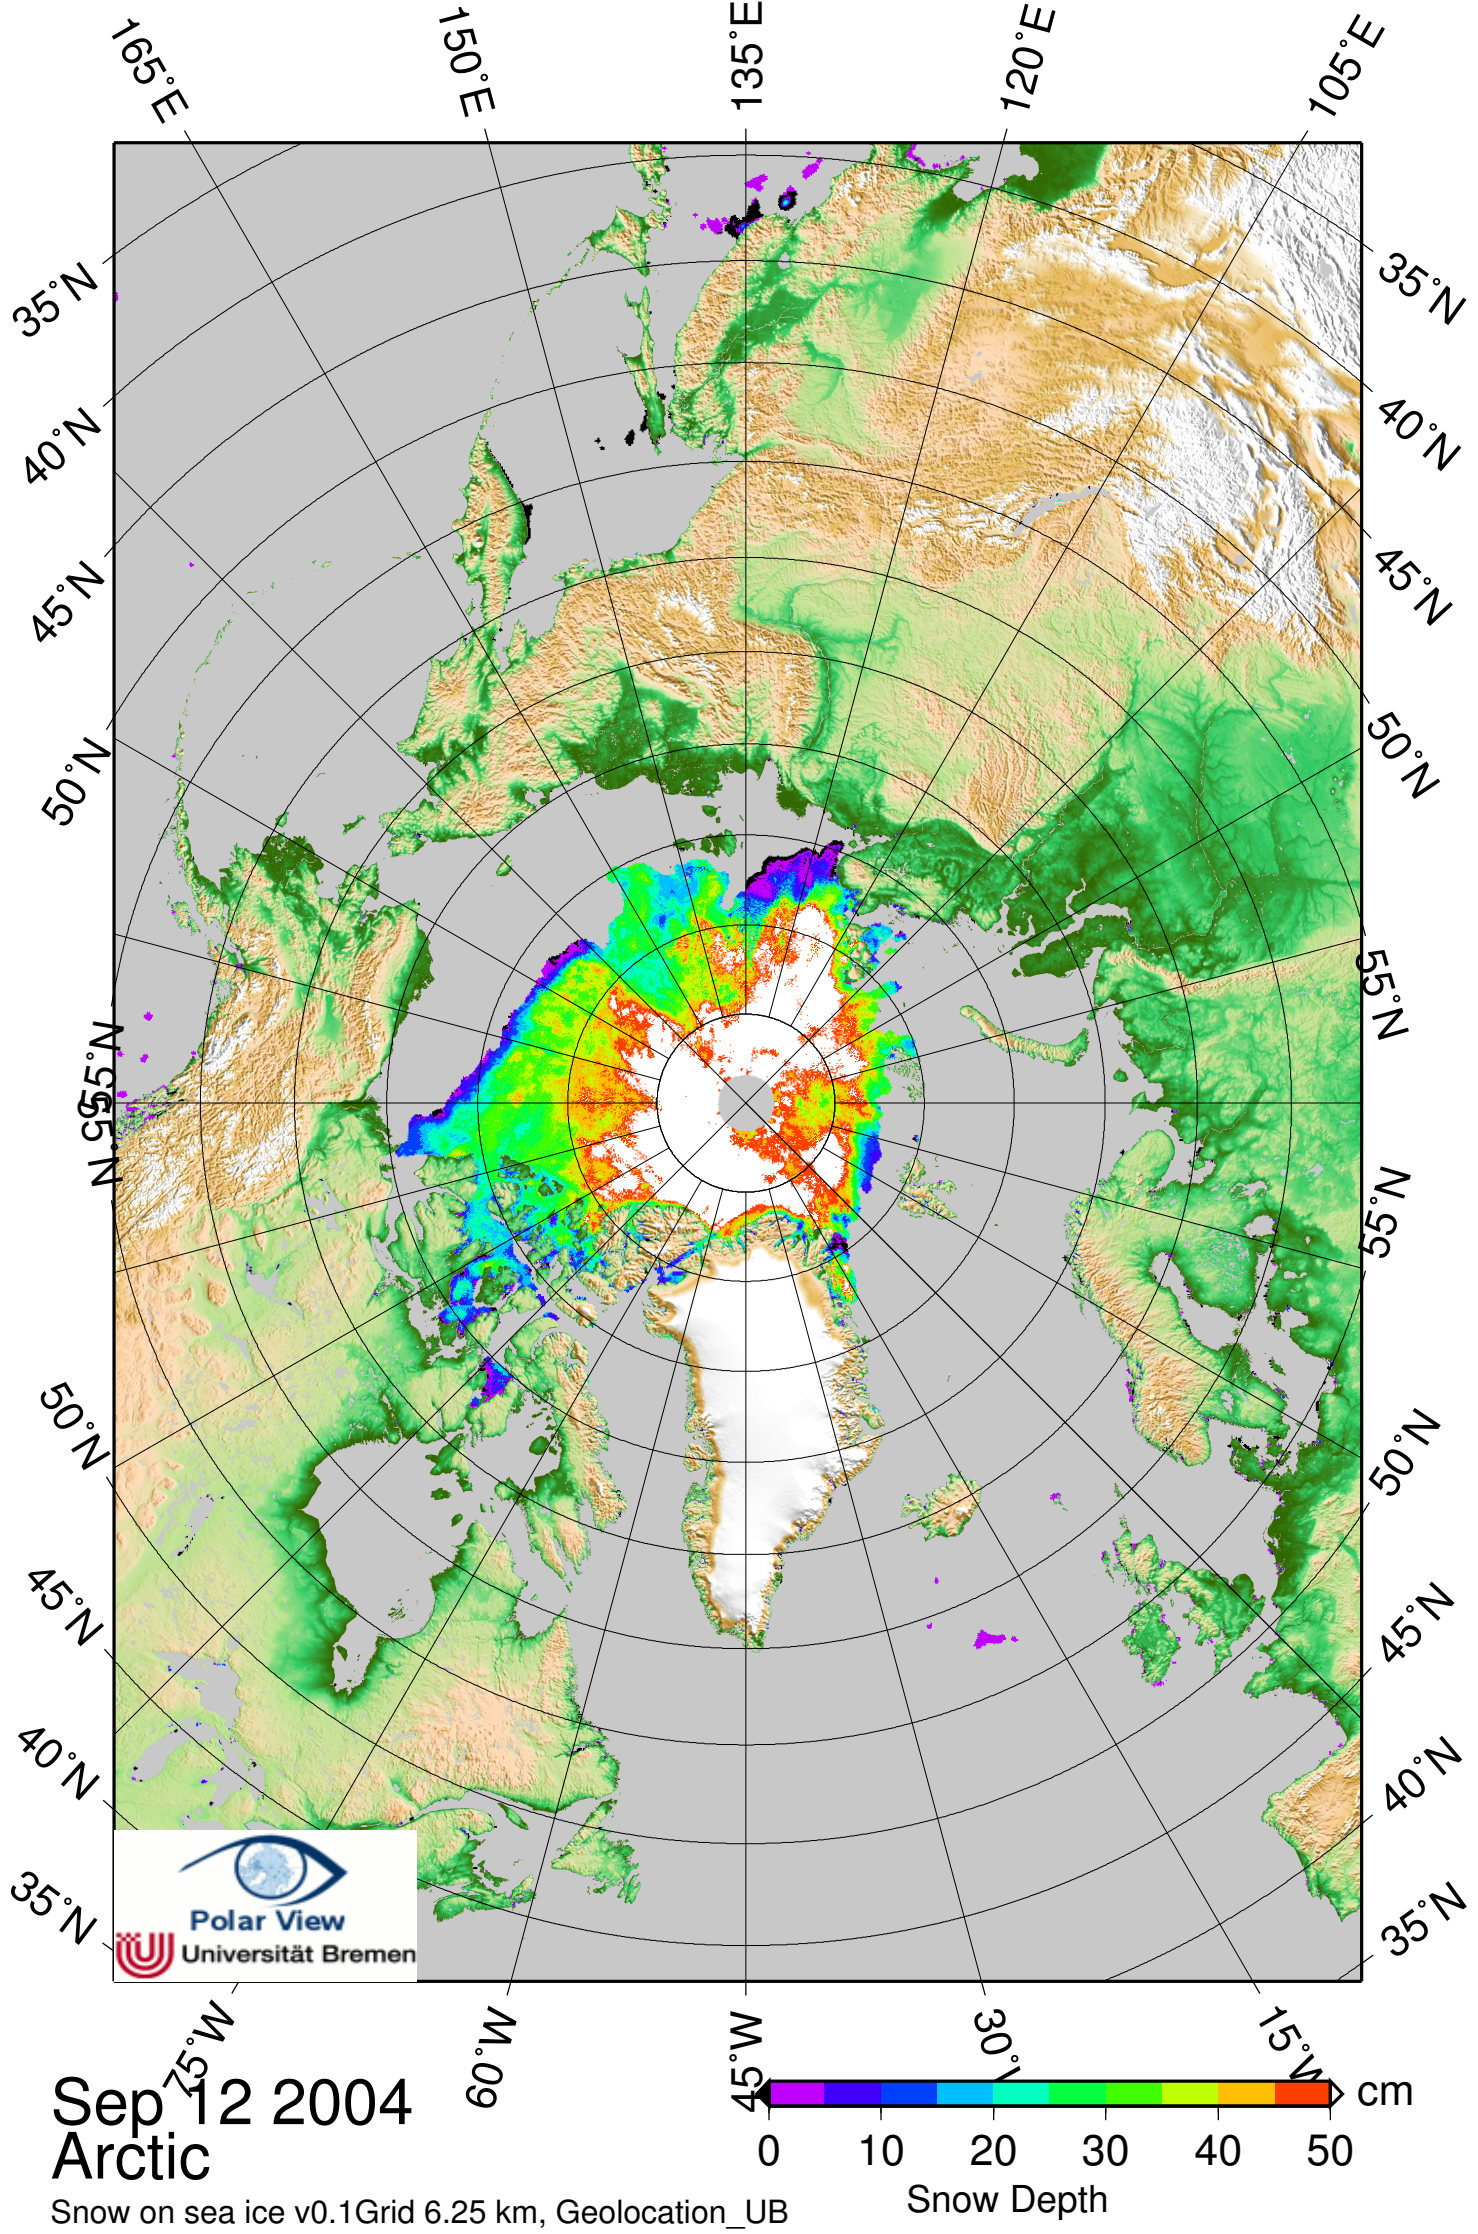 165°E 150°E 135°E 120°E 105°E
35°N 35°N
40°N 40°N
45°N 45°N
50°N 50°N
55°N 55°N
55°N 55°N
50°N 50°N
45°N 45°N
40°N 40°N
35°N 35°N
Polar View
Universität Bremen
75°W 60°W 45°W 30°W 15°W
Sep 12 2004
Arctic
cm
0 10 20 30 40 50
Snow Depth
Snow on sea ice v0.1Grid 6.25 km, Geolocation_UB